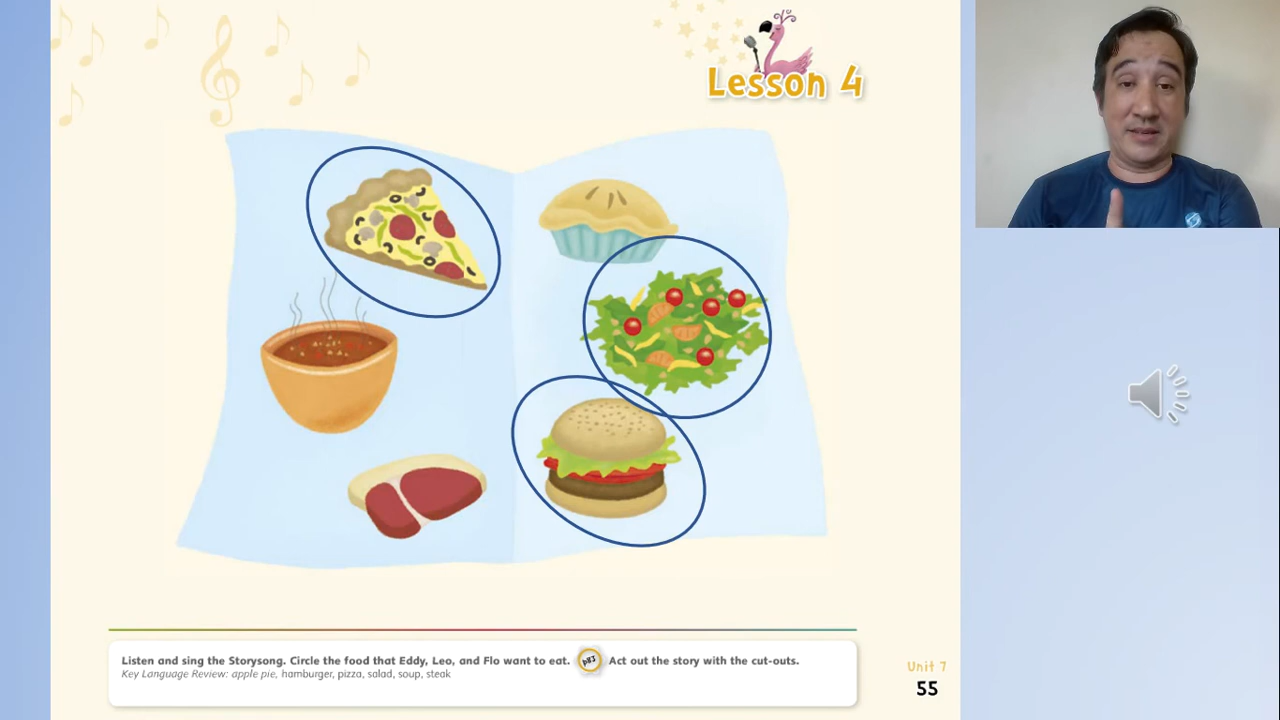 Lesson 4
Listen and sing the Storysong. Circle the food that Eddy, Leo, and Flo want to eat. p83 Act out the story with the cut-outs.
Key Language Review: apple pie, hamburger, pizza, salad, soup, steak
Unit 7
55